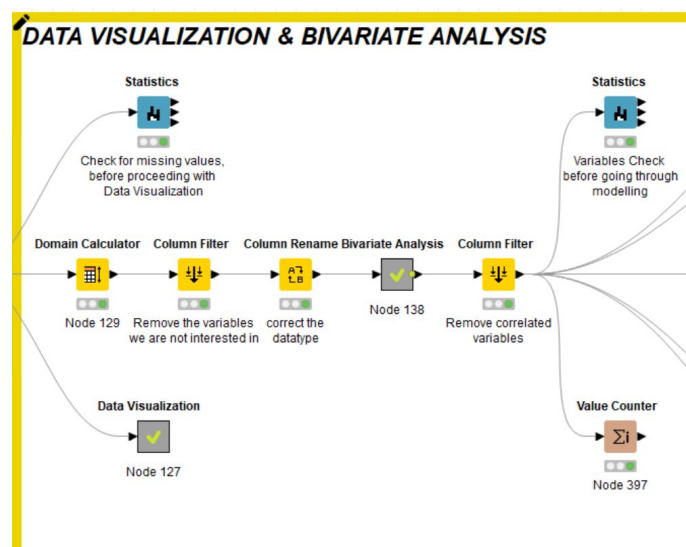 DATA VISUALIZATION & BIVARIATE ANALYSIS
Statistics
Check for missing values,
before proceeding with
Data Visualization
Statistics
Variables Check
before going through
modelling
Domain Calculator
Node 129
Column Filter
Remove the variables
we are not interested in
Column Rename
A
B
correct the
datatype
Bivariate Analysis
Node 138
Column Filter
Remove correlated
variables
Data Visualization
Node 127
Value Counter
Σi
Node 397